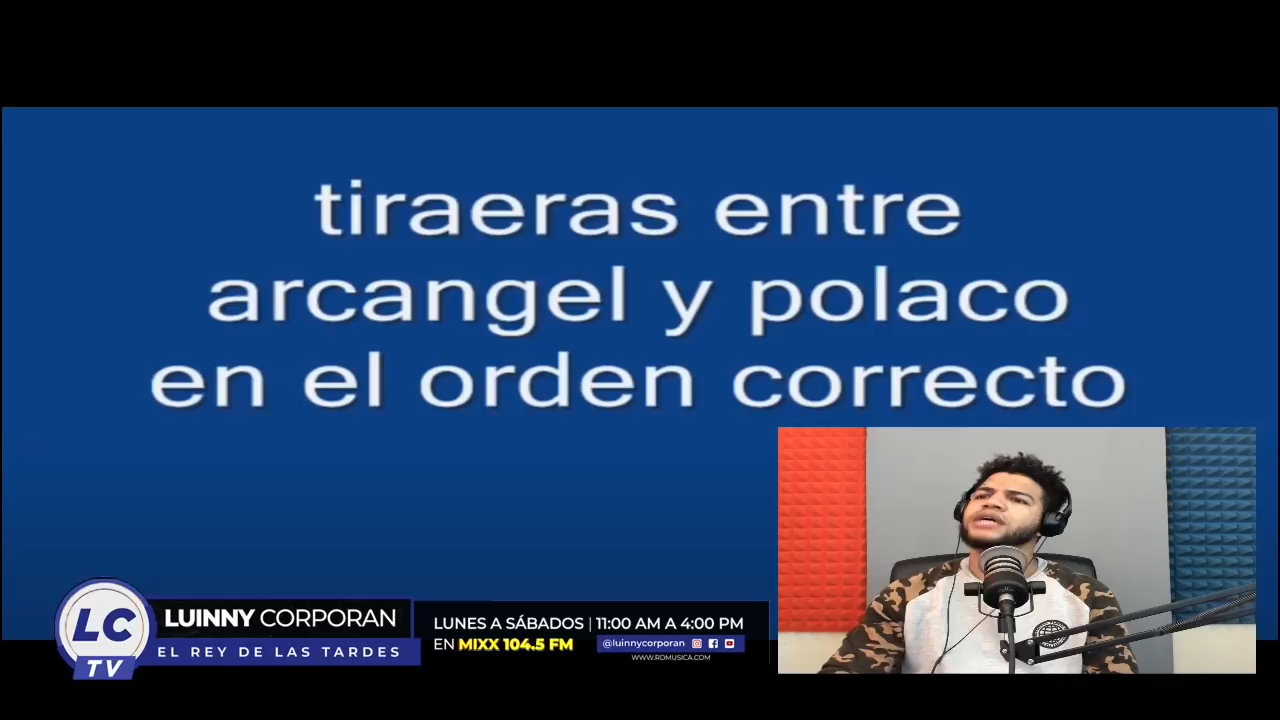 tiraeras entre
arcangel y polaco
en el orden correcto
LC
TV
LUINNY CORPORAN
EL REY DE LAS TARDES
LUNES A SÁBADOS | 11:00 AM A 4:00 PM
EN MIXX 104.5 FM
@luinnycorporan
WWW.RDMUSICA.COM